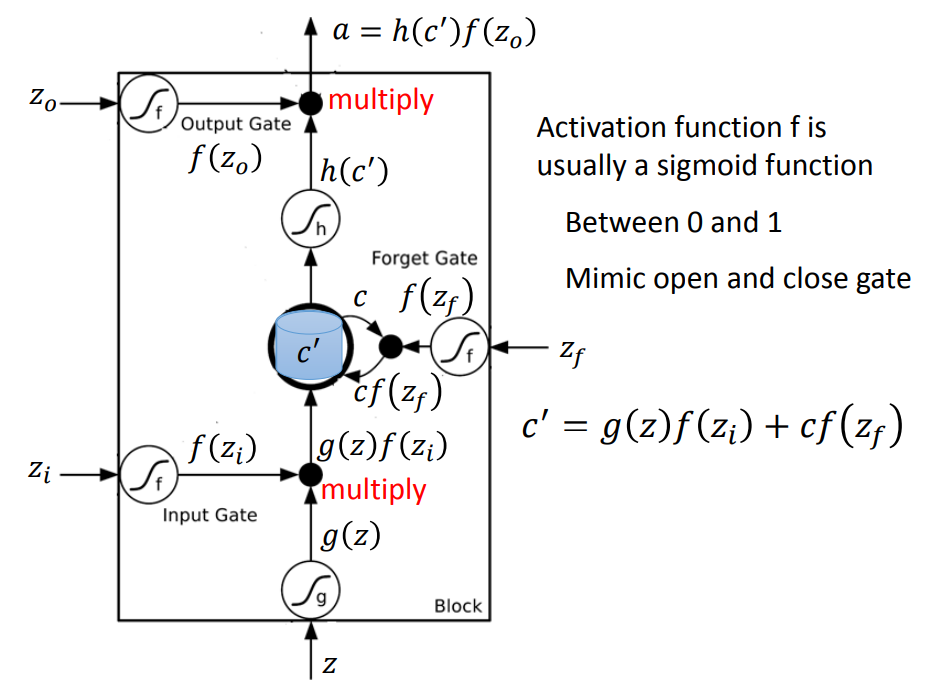 a = h(c′)f(z_o)
z_o
f
multiply
Output Gate
f(z_o)
h(c′)
h
Activation function f is
usually a sigmoid function
Between 0 and 1
Mimic open and close gate
Forget Gate
c f(z_f)
c′
f
z_f
cf(z_f)
c′ = g(z)f(z_i) + cf(z_f)
z_i
f
f(z_i)
g(z)f(z_i)
multiply
Input Gate
g(z)
g
Block
z